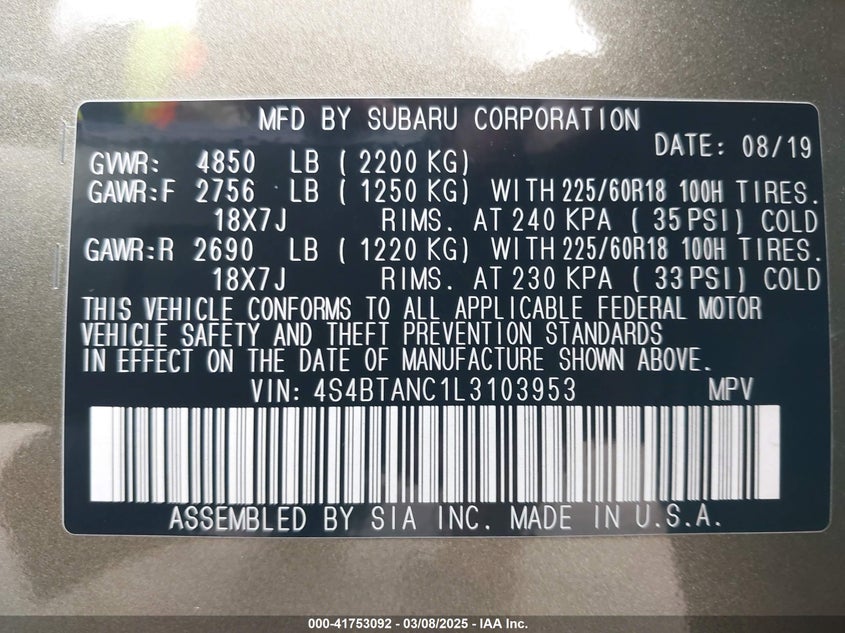 MFD BY SUBARU CORPORATION
DATE: 08/19
GVWR: 4850 LB ( 2200 KG)
GAWR:F 2756 LB ( 1250 KG) WITH 225/60R18 100H TIRES.
18X7J RIMS. AT 240 KPA ( 35 PSI) COLD
GAWR:R 2690 LB ( 1220 KG) WITH 225/60R18 100H TIRES.
18X7J RIMS. AT 230 KPA ( 33 PSI) COLD
THIS VEHICLE CONFORMS TO ALL APPLICABLE FEDERAL MOTOR
VEHICLE SAFETY AND THEFT PREVENTION STANDARDS
IN EFFECT ON THE DATE OF MANUFACTURE SHOWN ABOVE.
VIN: 4S4BTANC1L3103953 MPV
ASSEMBLED BY SIA INC. MADE IN U.S.A.
000-41753092 - 03/08/2025 - IAA Inc.